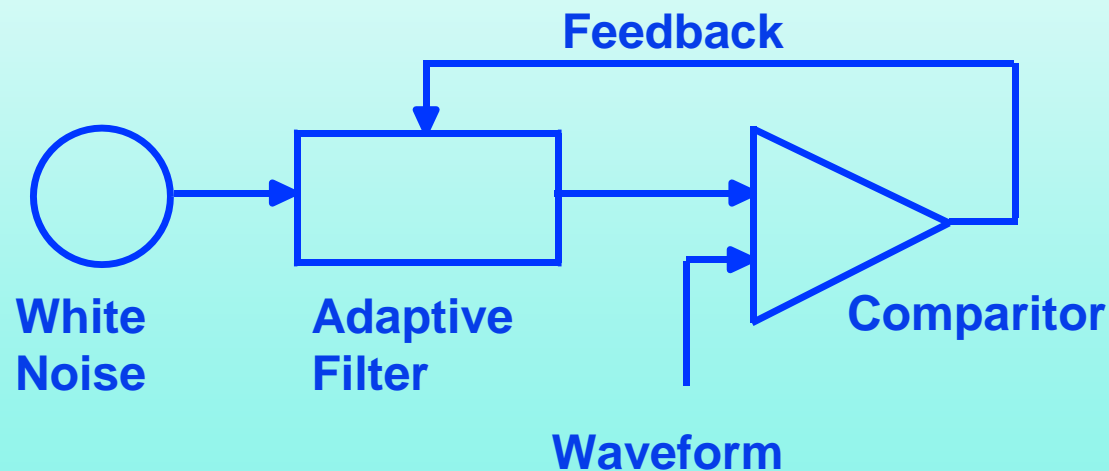 Feedback
White
Noise
Adaptive
Filter
Comparitor
Waveform